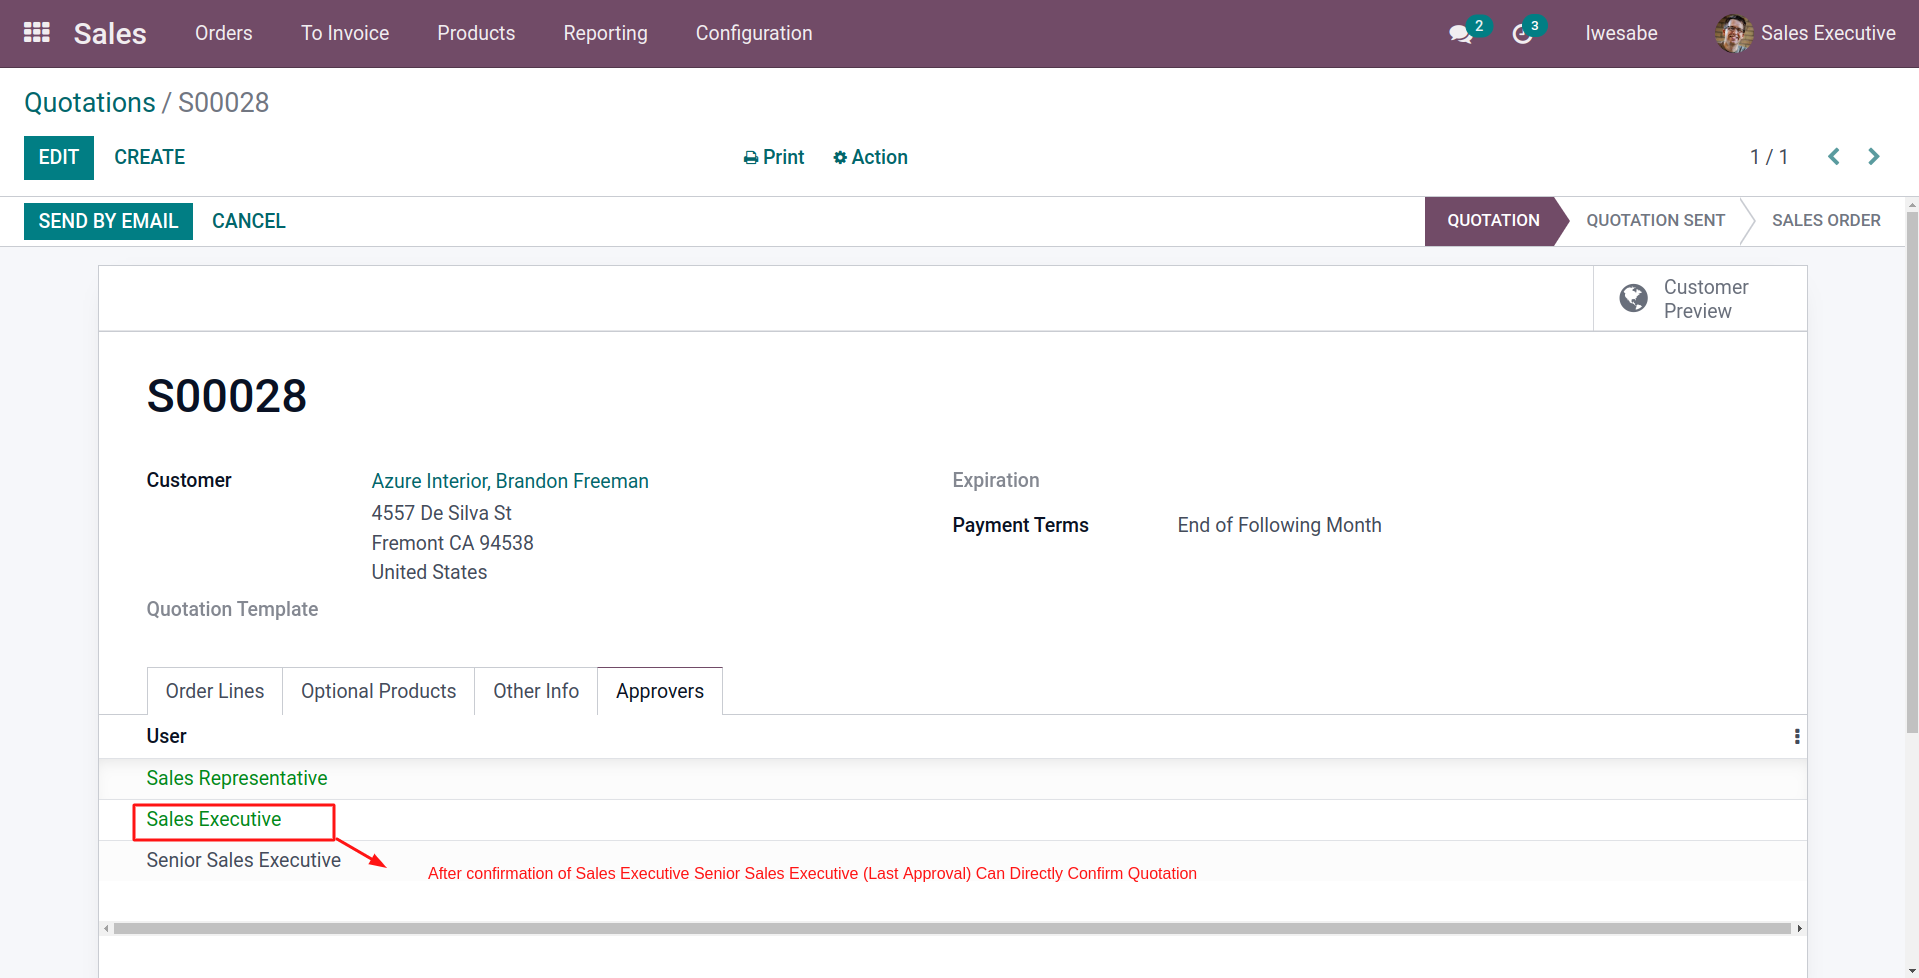 Sales Orders To Invoice Products Reporting Configuration 2 3 Iwesabe Sales Executive
Quotations / S00028
EDIT CREATE Print Action 1 / 1
SEND BY EMAIL CANCEL QUOTATION QUOTATION SENT SALES ORDER
Customer
Preview
S00028
Customer Azure Interior, Brandon Freeman Expiration
4557 De Silva St
Payment Terms End of Following Month
Fremont CA 94538
United States
Quotation Template
Order Lines Optional Products Other Info Approvers
User
Sales Representative
Sales Executive
Senior Sales Executive
After confirmation of Sales Executive Senior Sales Executive (Last Approval) Can Directly Confirm Quotation